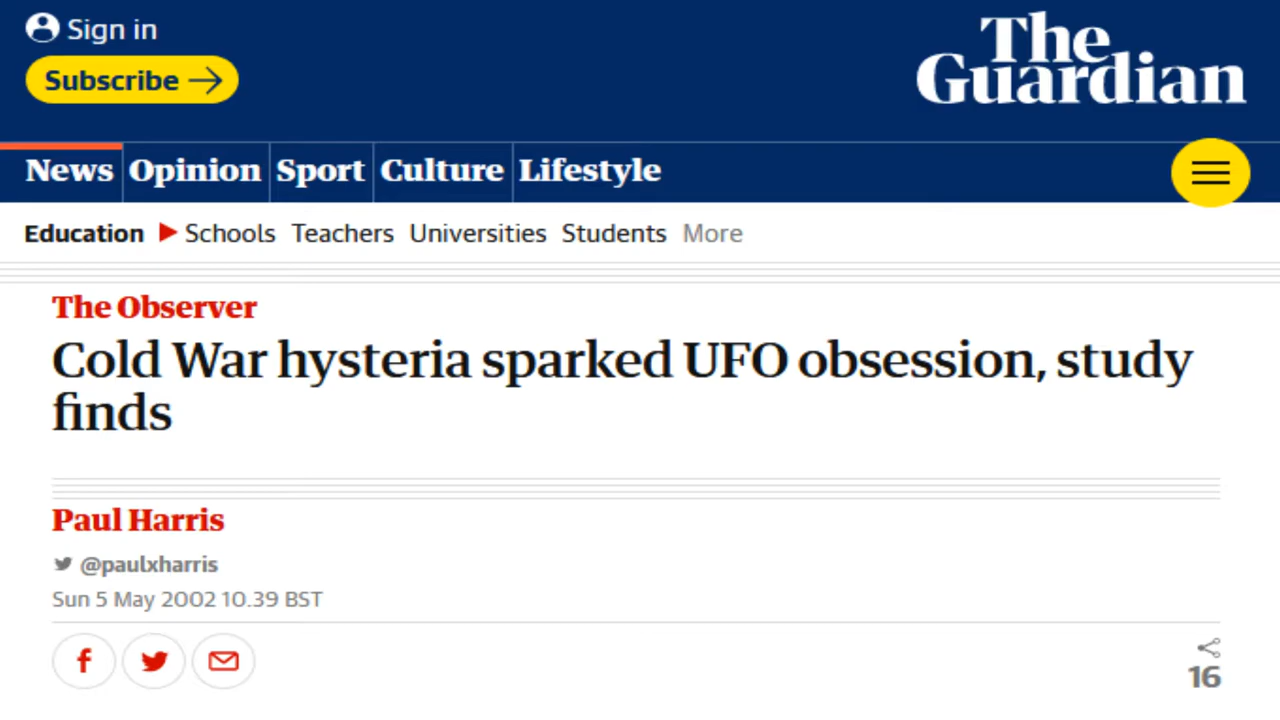 Sign in
The
Guardian
Subscribe
News Opinion Sport Culture Lifestyle
Education Schools Teachers Universities Students More
The Observer
Cold War hysteria sparked UFO obsession, study
finds
Paul Harris
@paulxharris
Sun 5 May 2002 10.39 BST
16